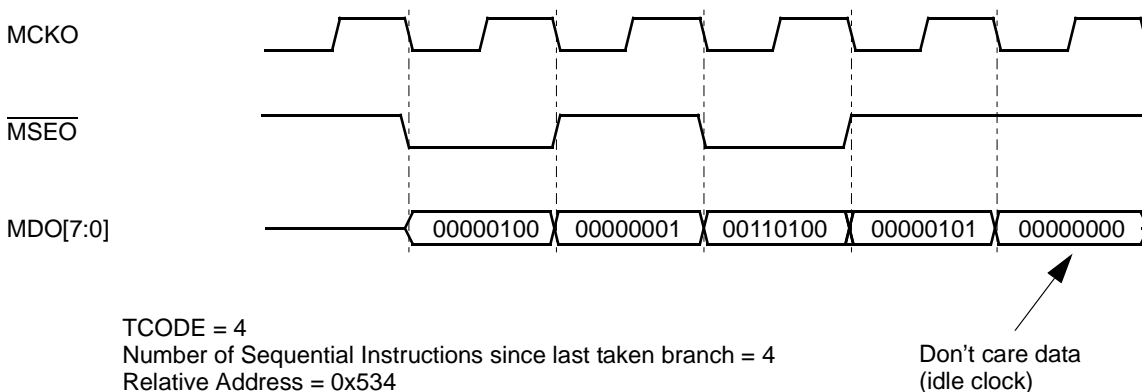 MCKO
MSEO
MDO[7:0]
00000100 00000001 00110100 00000101 00000000
TCODE = 4
Number of Sequential Instructions since last taken branch = 4
Relative Address = 0x534
Don't care data
(idle clock)